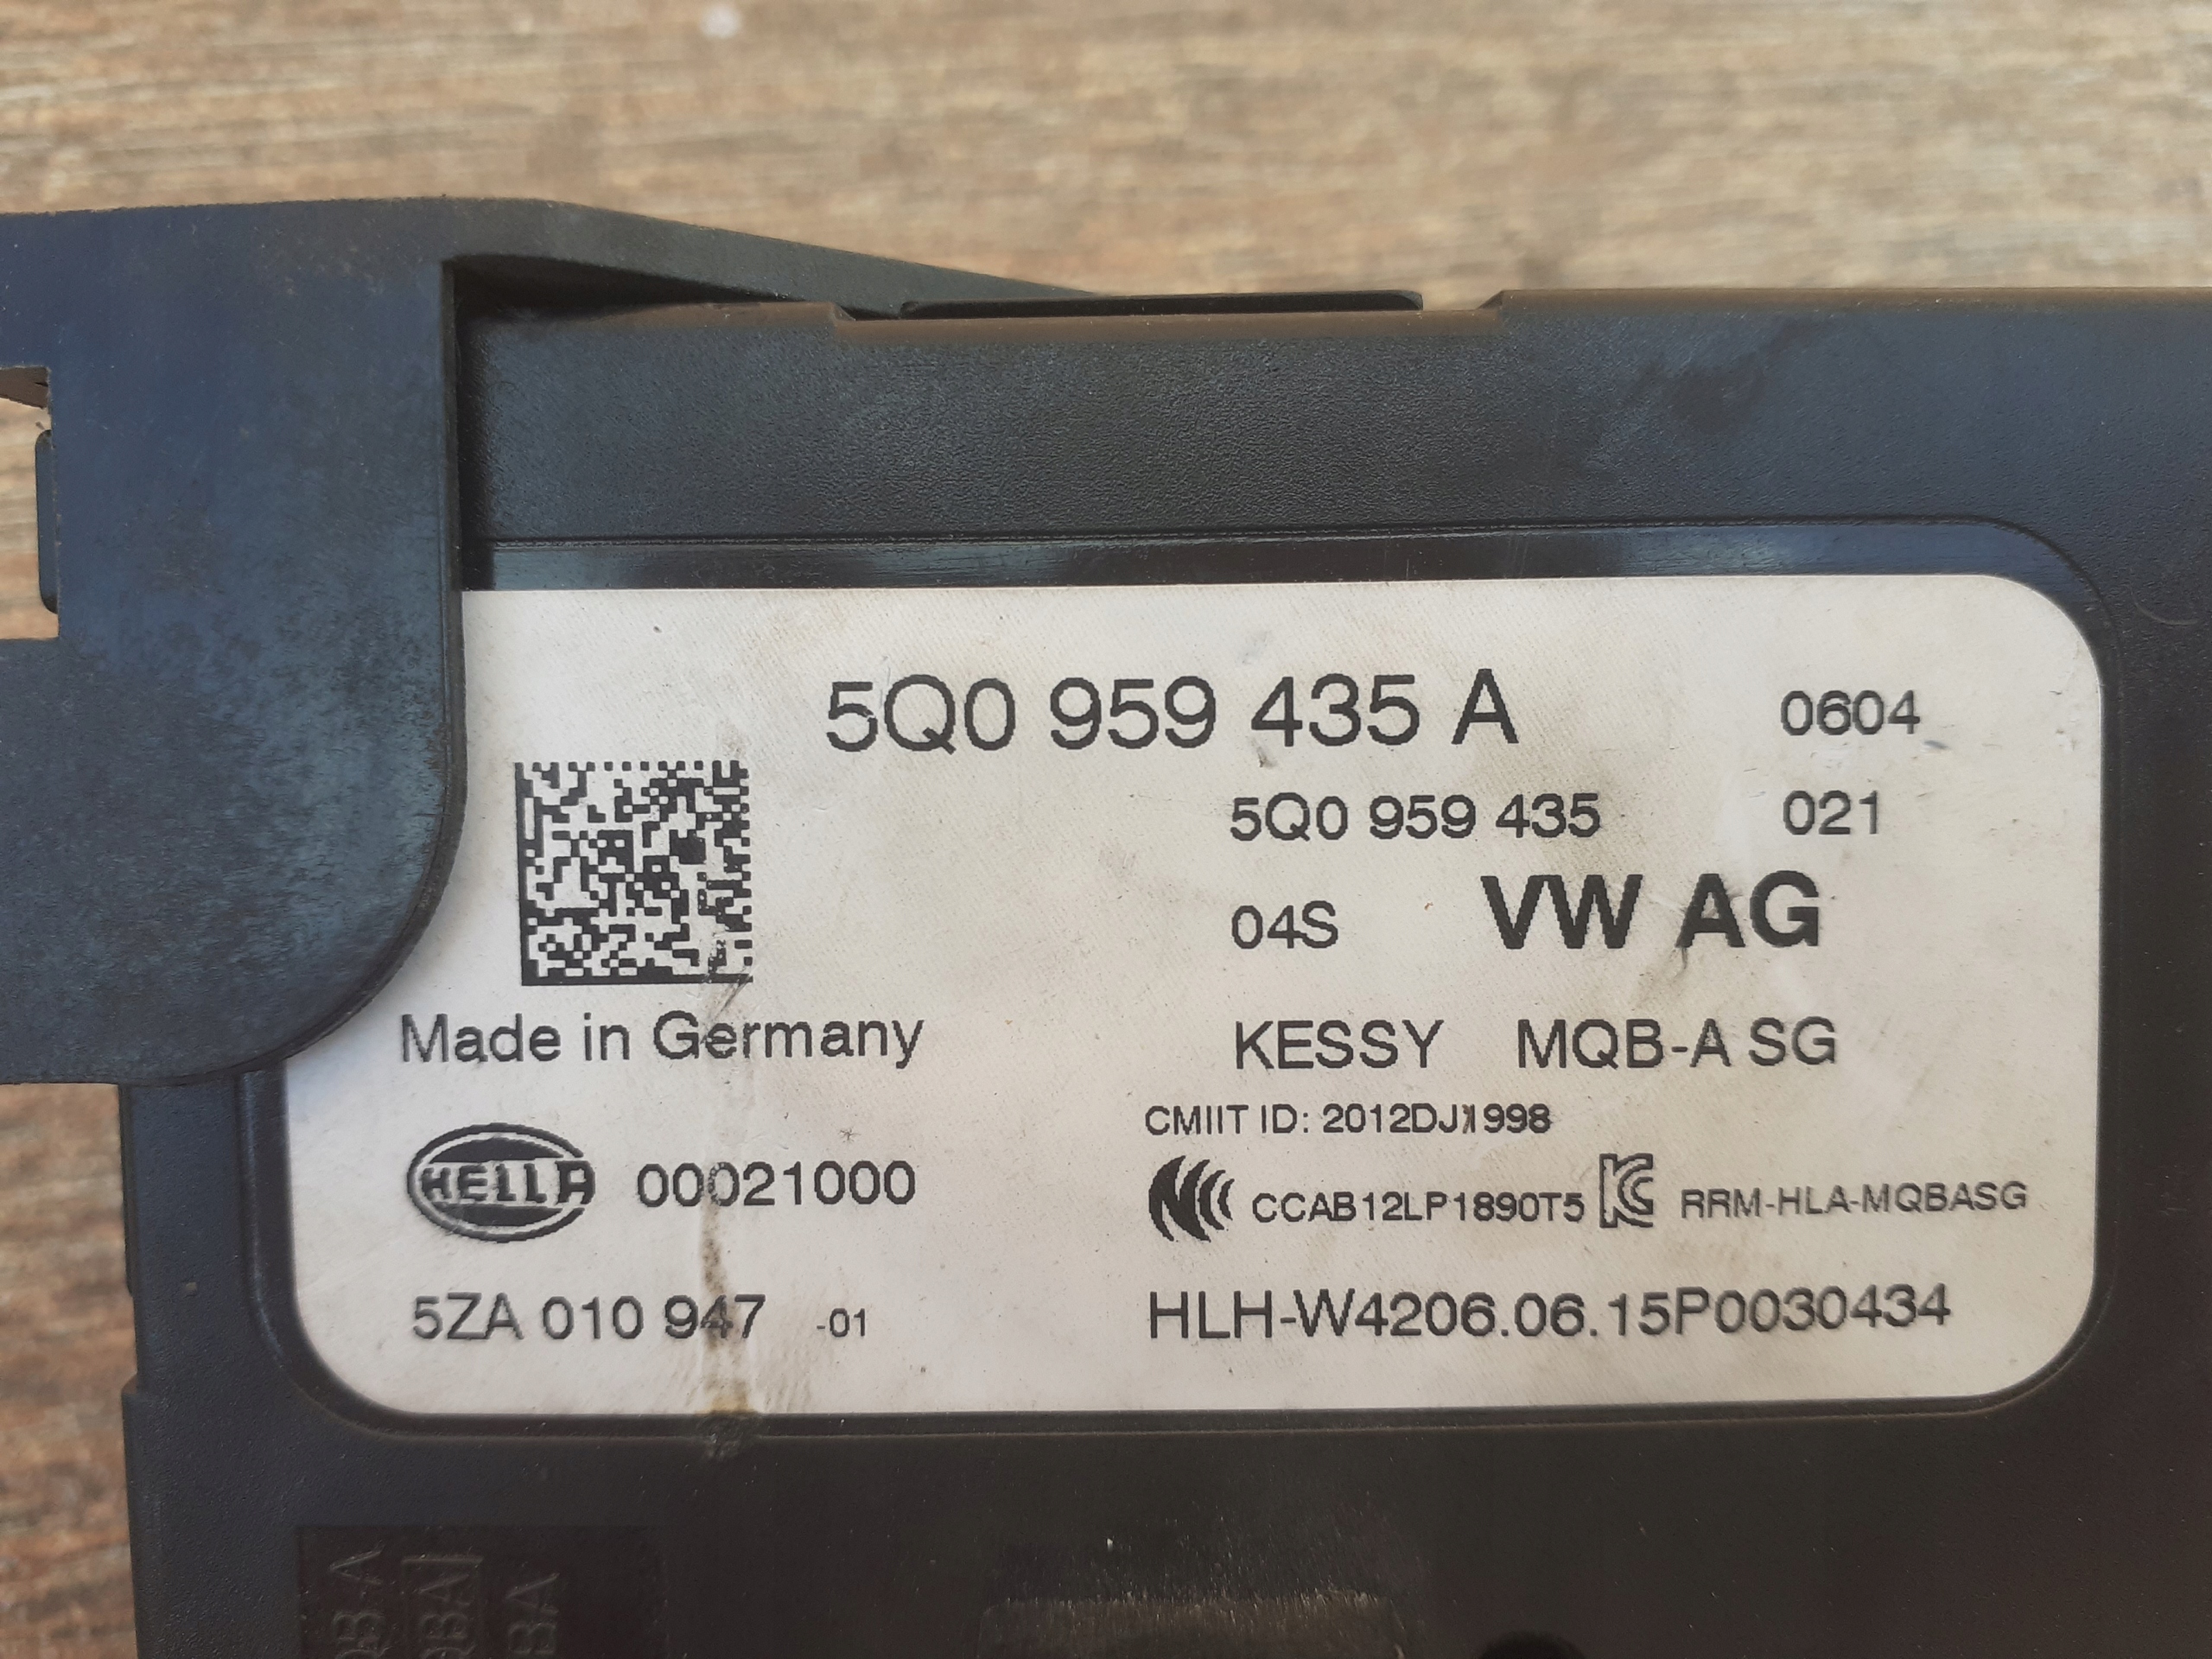 5Q0 959 435 A 0604
5Q0 959 435 021
04S VW AG
Made in Germany KESSY MQB-A SG
CMIIT ID: 2012DJ1998
HELLA 00021000 CCAB12LP1890T5 KC RRM-HLA-MQBASG
5ZA 010 947 -01 HLH-W4206.06.15P0030434